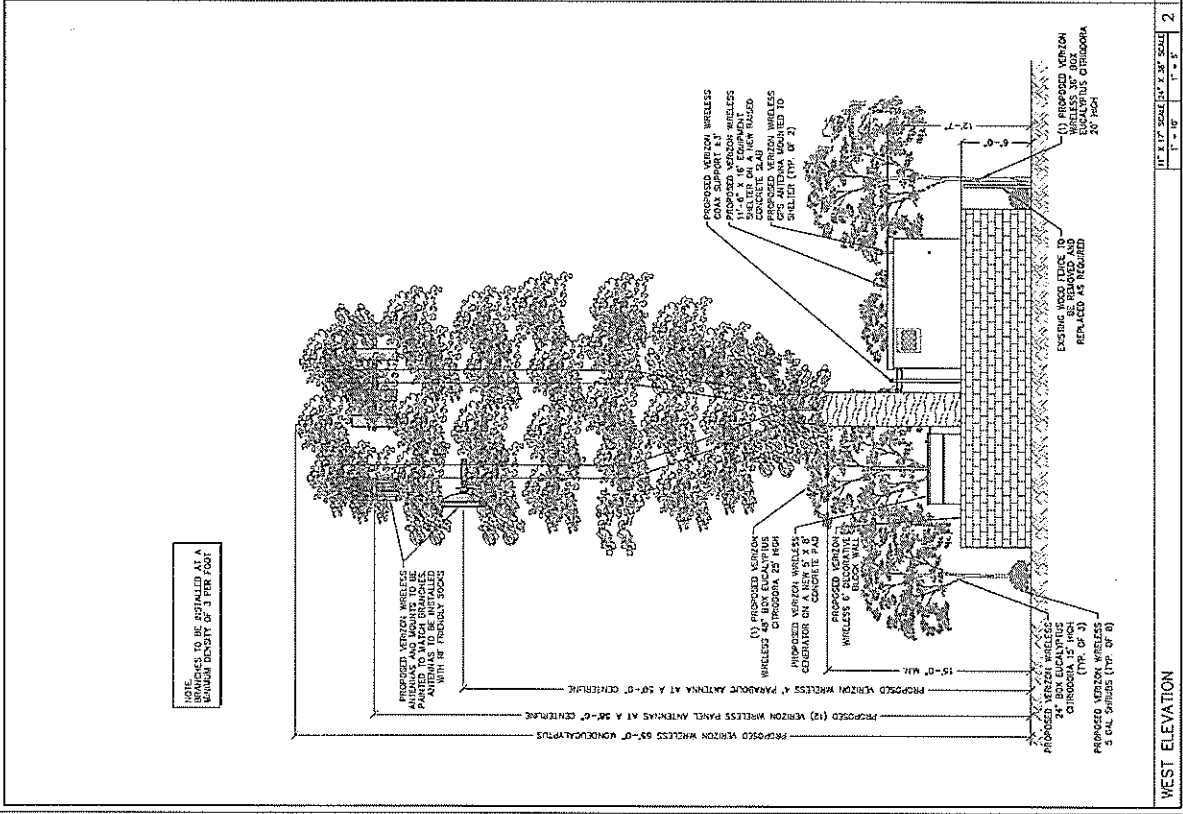 NOTE
BRANCHES TO BE INSTALLED AT A
MINIMUM DENSITY OF 3 PER FOOT
PROPOSED VERIZON WIRELESS
ANTENNAS AND MOUNTS TO BE
PAINTED TO MATCH BRANCHES.
ANTENNAS TO BE INSTALLED
WITH RF FRIENDLY SOCKS
PROPOSED VERIZON WIRELESS
COAX SUPPORT ±3'
PROPOSED VERIZON WIRELESS
11'-6" X 16' EQUIPMENT
SHELTER ON A NEW RAISED
CONCRETE SLAB
PROPOSED VERIZON WIRELESS
GPS ANTENNA MOUNTED TO
SHELTER (TYP. OF 2)
(1) PROPOSED VERIZON
WIRELESS 48" BOX EUCALYPTUS
CITRIODORA 25' HIGH
PROPOSED VERIZON WIRELESS
GENERATOR ON A NEW 5' X 8'
CONCRETE PAD
PROPOSED VERIZON
WIRELESS 6' DECORATIVE
BLOCK WALL
PROPOSED VERIZON WIRELESS 65'-0" MONOEUCALYPTUS
PROPOSED (12) VERIZON WIRELESS PANEL ANTENNAS AT A 58'-0" CENTERLINE
PROPOSED VERIZON WIRELESS 4' PARABOLIC ANTENNA AT A 50'-0" CENTERLINE
15'-0" MIN.
12'-7"
6'-0"
PROPOSED VERIZON WIRELESS
24" BOX EUCALYPTUS
CITRIODORA 15' HIGH
(TYP. OF 3)
PROPOSED VERIZON WIRELESS
5 GAL SHRUBS (TYP. OF 8)
EXISTING WOOD FENCE TO
BE REMOVED AND
REPLACED AS REQUIRED
(1) PROPOSED VERIZON
WIRELESS 36" BOX
EUCALYPTUS CITRIODORA
20' HIGH
WEST ELEVATION
11" X 17" SCALE
1" = 10'
24" X 36" SCALE
1" = 5'
2